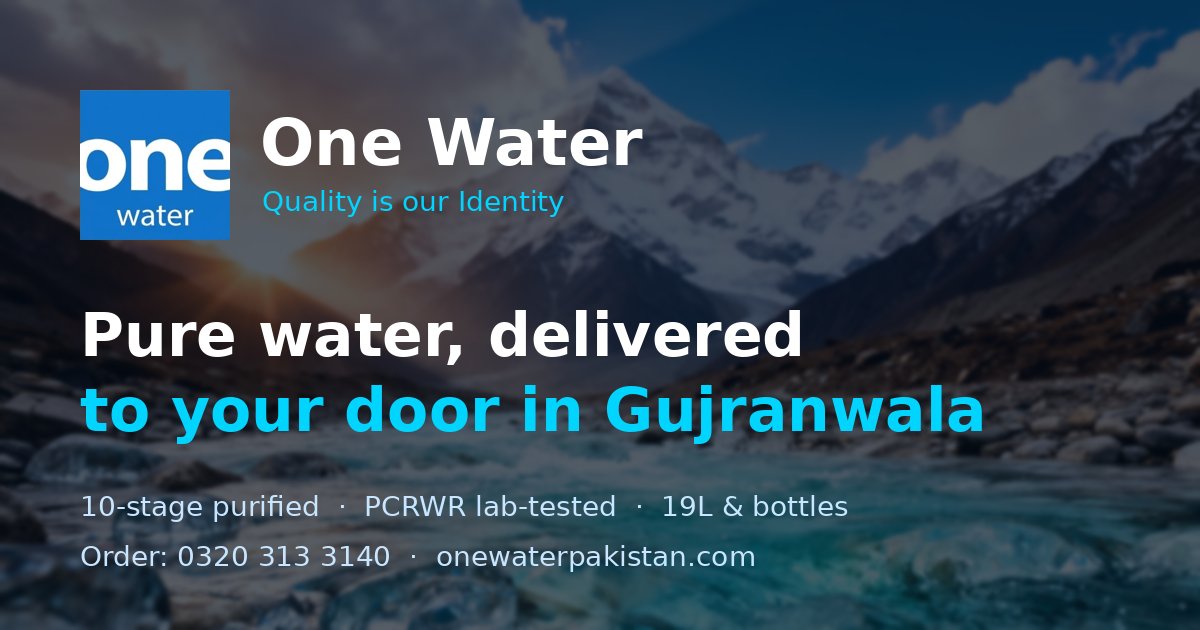 one
water
One Water
Quality is our Identity
Pure water, delivered
to your door in Gujranwala
10-stage purified · PCRWR lab-tested · 19L & bottles
Order: 0320 313 3140 · onewaterpakistan.com